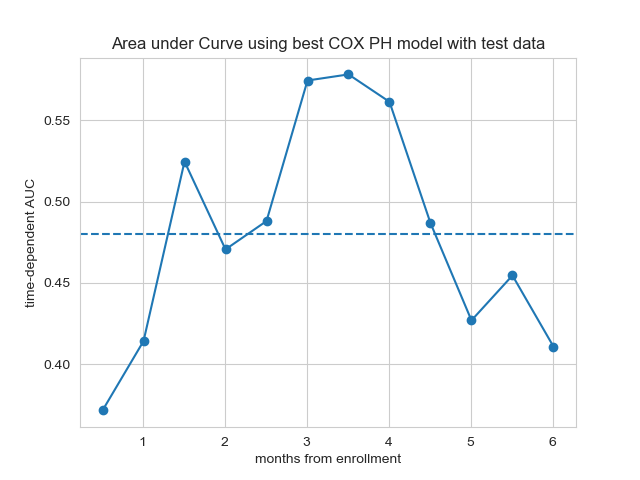 Area under Curve using best COX PH model with test data
time-dependent AUC
0.55
0.50
0.45
0.40
1 2 3 4 5 6
months from enrollment